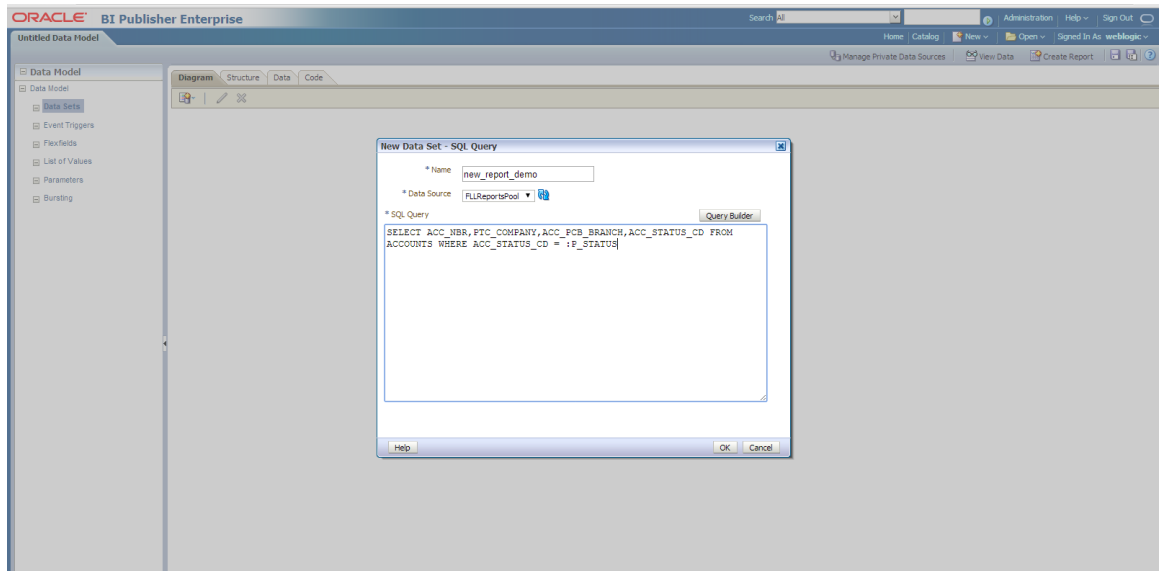 ORACLE BI Publisher Enterprise
Search All Administration Help Sign Out
Untitled Data Model
Home Catalog New Open Signed In As weblogic
Manage Private Data Sources View Data Create Report
Data Model
Diagram Structure Data Code
Data Model
Data Sets
Event Triggers
Flexfields
List of Values
Parameters
Bursting
New Data Set - SQL Query
* Name new_report_demo
* Data Source FLLReportsPool
* SQL Query Query Builder
SELECT ACC_NBR,PTC_COMPANY,ACC_PCB_BRANCH,ACC_STATUS_CD FROM
ACCOUNTS WHERE ACC_STATUS_CD = :P_STATUS
Help OK Cancel